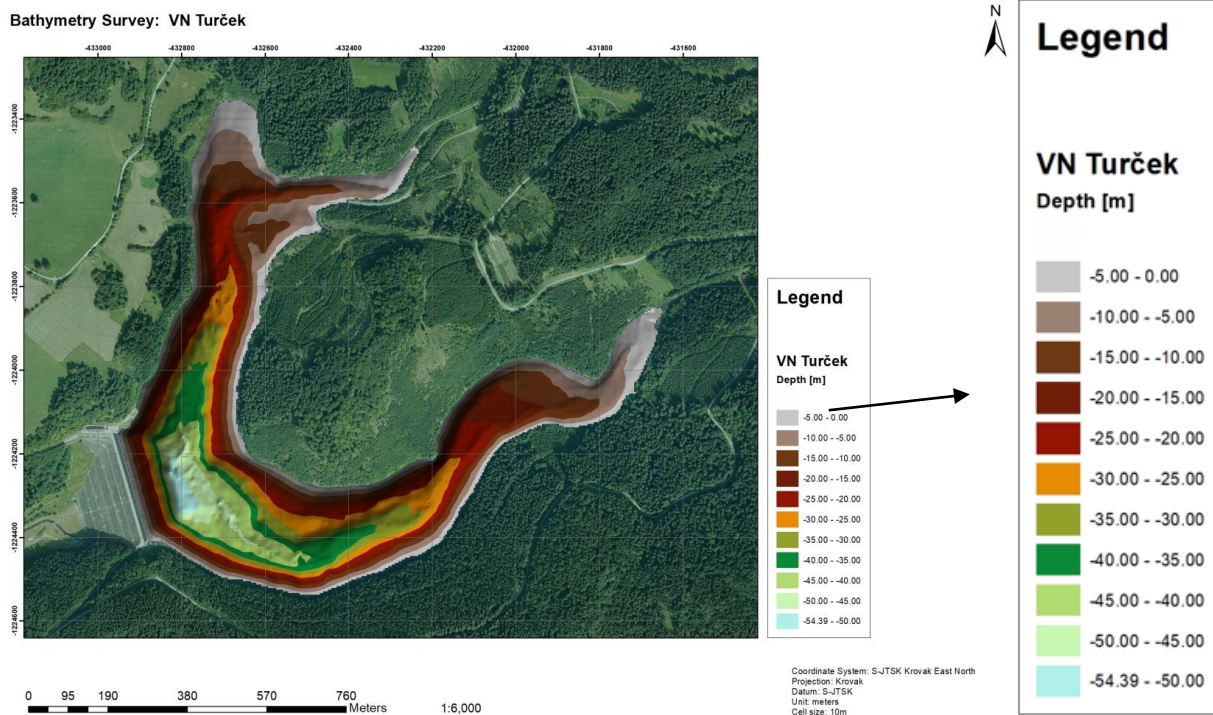 Bathymetry Survey: VN Turček
N
-433000 -432800 -432600 -432400 -432200 -432000 -431800 -431600
-1223400
-1223600
-1223800
-1224000
-1224200
-1224400
-1224600
Legend
VN Turček
Depth [m]
-5.00 - 0.00
-10.00 - -5.00
-15.00 - -10.00
-20.00 - -15.00
-25.00 - -20.00
-30.00 - -25.00
-35.00 - -30.00
-40.00 - -35.00
-45.00 - -40.00
-50.00 - -45.00
-54.39 - -50.00
Legend
VN Turček
Depth [m]
-5.00 - 0.00
-10.00 - -5.00
-15.00 - -10.00
-20.00 - -15.00
-25.00 - -20.00
-30.00 - -25.00
-35.00 - -30.00
-40.00 - -35.00
-45.00 - -40.00
-50.00 - -45.00
-54.39 - -50.00
0 95 190 380 570 760
Meters 1:6,000
Coordinate System: S-JTSK Krovak East North
Projection: Krovak
Datum: S-JTSK
Unit: meters
Cell size: 10m